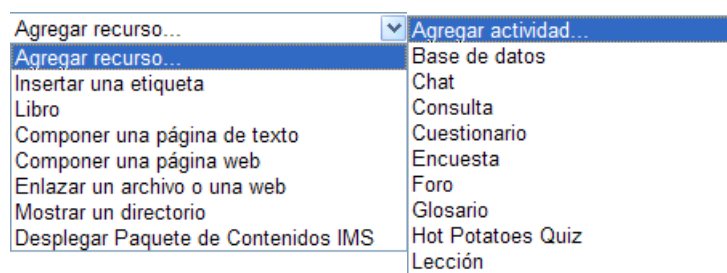 Agregar recurso...
Agregar recurso...
Insertar una etiqueta
Libro
Componer una página de texto
Componer una página web
Enlazar un archivo o una web
Mostrar un directorio
Desplegar Paquete de Contenidos IMS
Agregar actividad...
Base de datos
Chat
Consulta
Cuestionario
Encuesta
Foro
Glosario
Hot Potatoes Quiz
Lección